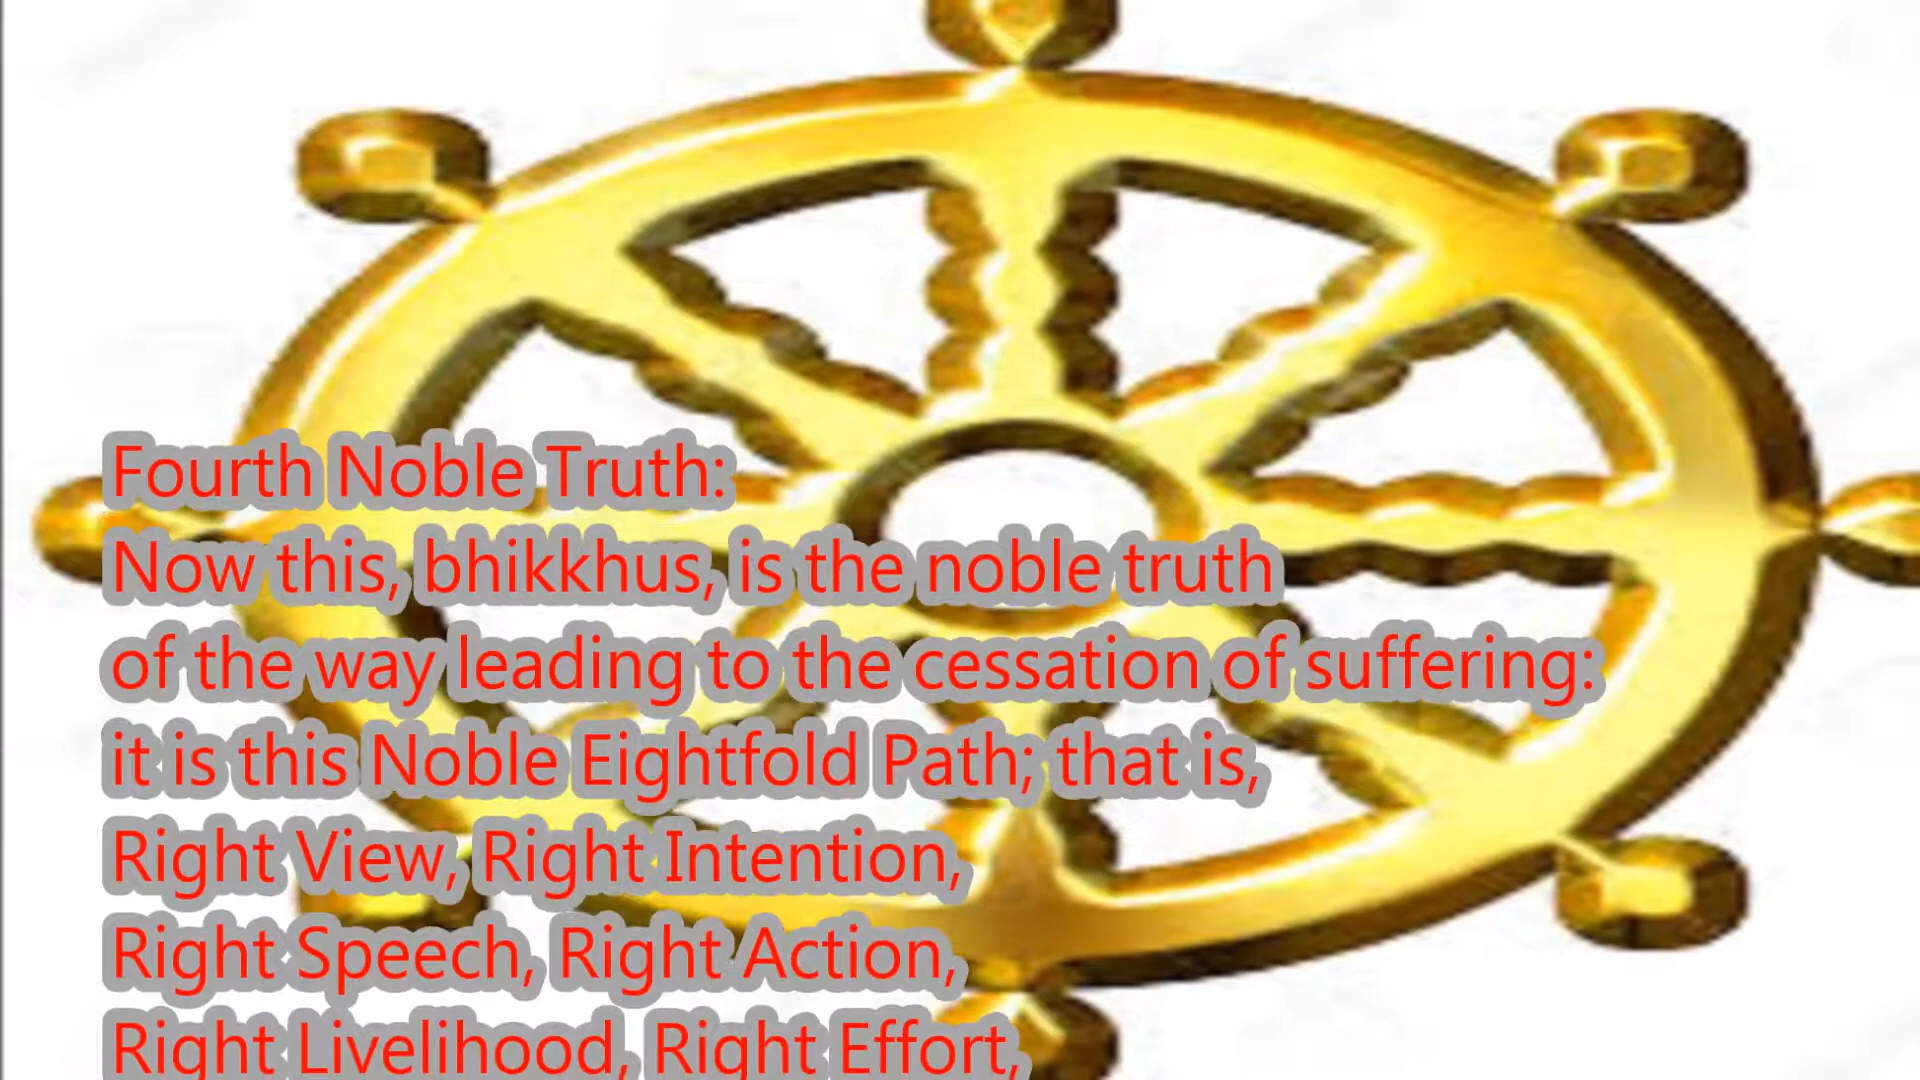 Fourth Noble Truth:
Now this, bhikkhus, is the noble truth
of the way leading to the cessation of suffering:
it is this Noble Eightfold Path; that is,
Right View, Right Intention,
Right Speech, Right Action,
Right Livelihood, Right Effort,